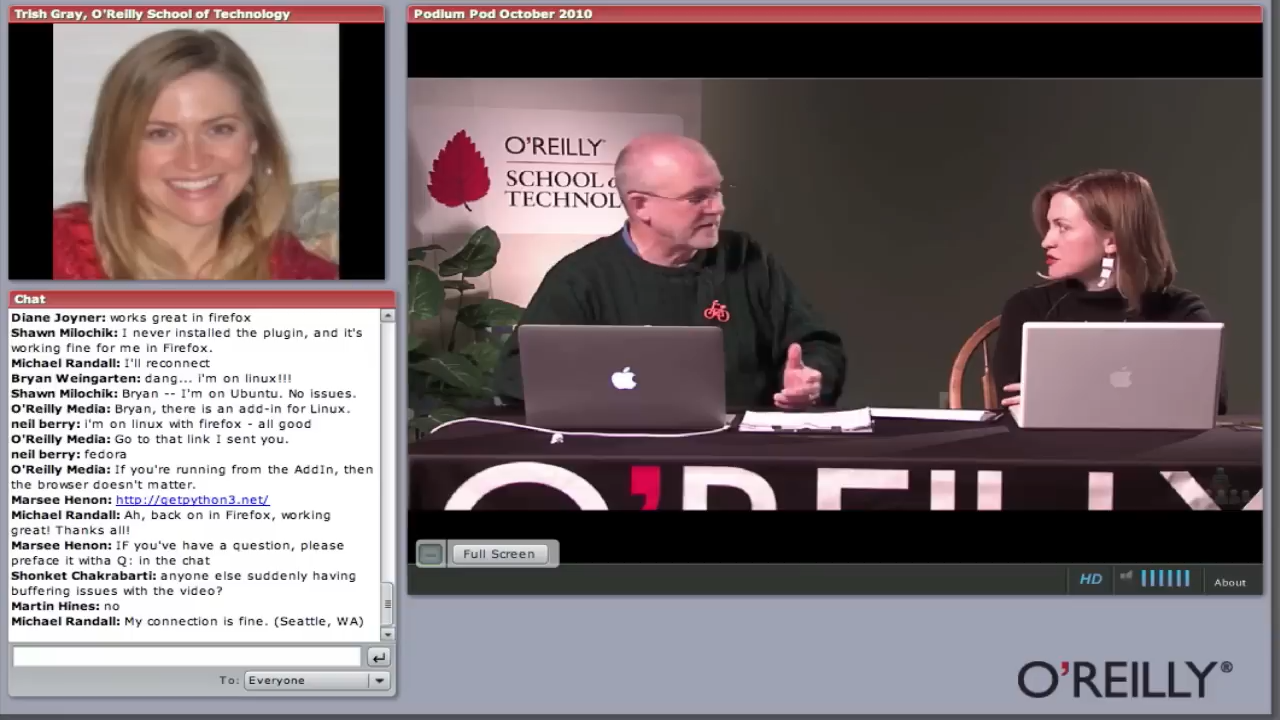 Trish Gray, O'Reilly School of Technology
Podium Pod October 2010
O'REILLY
SCHOOL of
TECHNOL
O'REILLY
Full Screen
HD
About
Chat
Diane Joyner: works great in firefox
Shawn Milochik: I never installed the plugin, and it's
working fine for me in Firefox.
Michael Randall: I'll reconnect
Bryan Weingarten: dang... i'm on linux!!!
Shawn Milochik: Bryan -- I'm on Ubuntu. No issues.
O'Reilly Media: Bryan, there is an add-in for Linux.
neil berry: i'm on linux with firefox - all good
O'Reilly Media: Go to that link I sent you.
neil berry: fedora
O'Reilly Media: If you're running from the AddIn, then
the browser doesn't matter.
Marsee Henon: http://getpython3.net/
Michael Randall: Ah, back on in Firefox, working
great! Thanks all!
Marsee Henon: IF you've have a question, please
preface it witha Q: in the chat
Shonket Chakrabarti: anyone else suddenly having
buffering issues with the video?
Martin Hines: no
Michael Randall: My connection is fine. (Seattle, WA)
To: Everyone
O'REILLY®